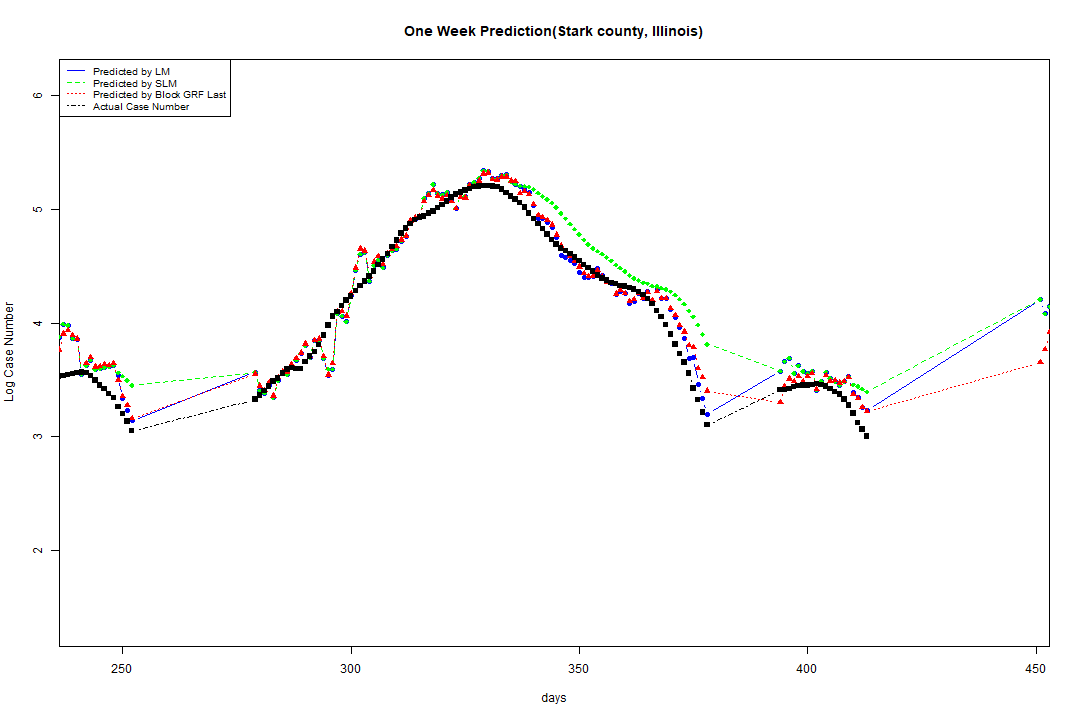 One Week Prediction(Stark county, Illinois)
Predicted by LM
Predicted by SLM
Predicted by Block GRF Last
Actual Case Number
Log Case Number
6
5
4
3
2
250 300 350 400 450
days